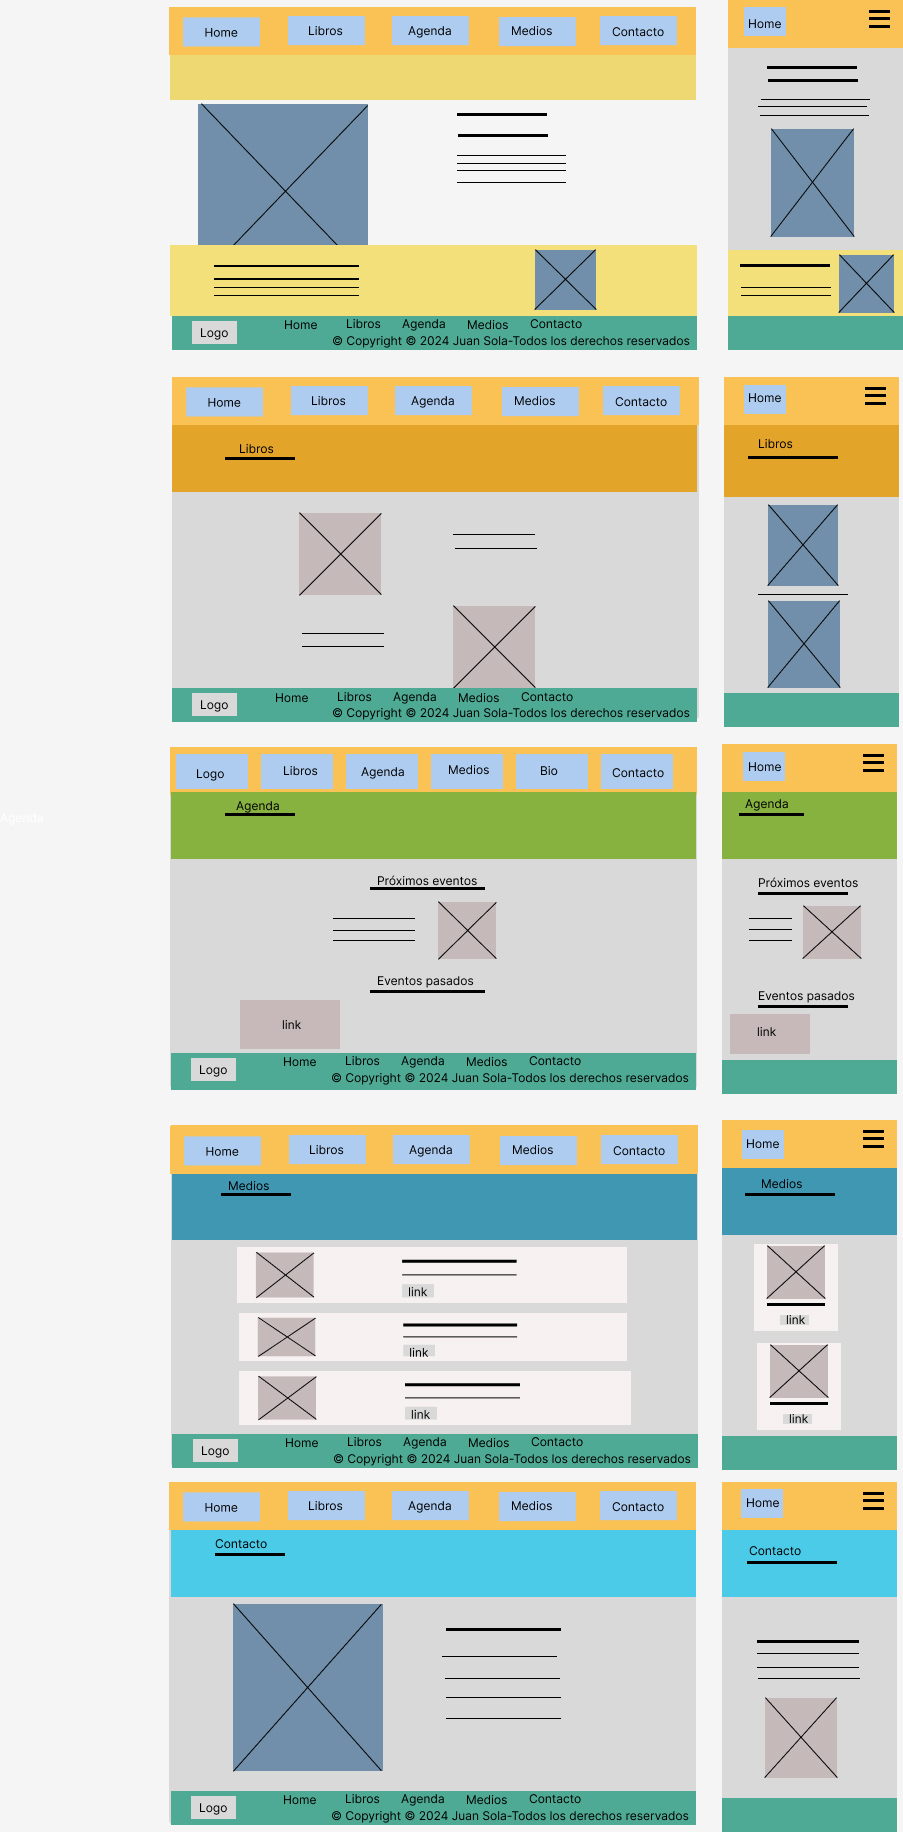 Home Libros Agenda Medios Contacto
Home
Logo
Home Libros Agenda Medios Contacto
© Copyright © 2024 Juan Sola-Todos los derechos reservados
Home Libros Agenda Medios Contacto
Home
Libros
Libros
Logo
Home Libros Agenda Medios Contacto
© Copyright © 2024 Juan Sola-Todos los derechos reservados
Logo Libros Agenda Medios Bio Contacto
Home
Agenda
Agenda
Agenda
Próximos eventos
Próximos eventos
Eventos pasados
Eventos pasados
link
link
Logo
Home Libros Agenda Medios Contacto
© Copyright © 2024 Juan Sola-Todos los derechos reservados
Home Libros Agenda Medios Contacto
Home
Medios
Medios
link
link
link
link
link
Logo
Home Libros Agenda Medios Contacto
© Copyright © 2024 Juan Sola-Todos los derechos reservados
Home Libros Agenda Medios Contacto
Home
Contacto
Contacto
Logo
Home Libros Agenda Medios Contacto
© Copyright © 2024 Juan Sola-Todos los derechos reservados